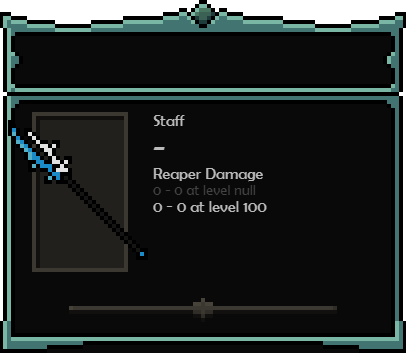 Staff
–
Reaper Damage
0 - 0 at level null
0 - 0 at level 100